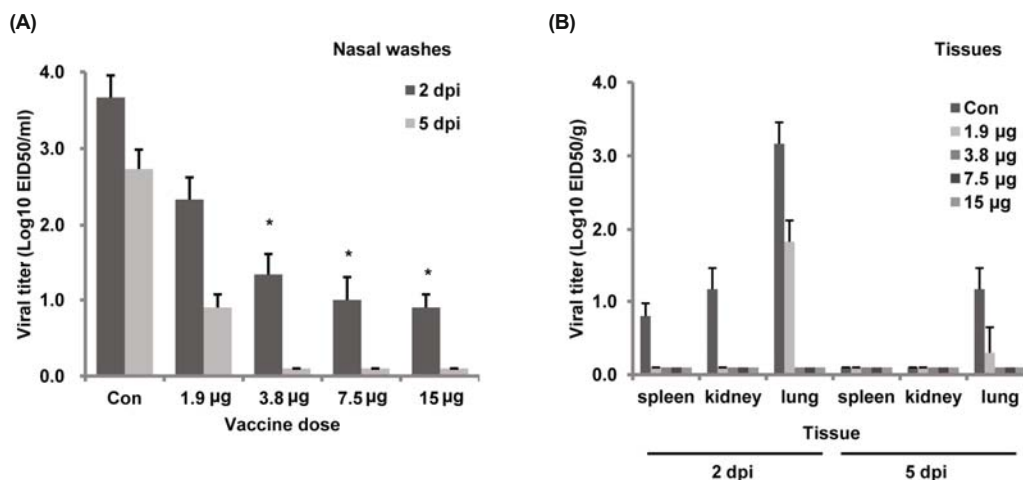 (A)
Nasal washes
4.0
3.0
2.0
1.0
0.0
Viral titer (Log10 EID50/ml)
2 dpi
5 dpi
*
*
*
Con 1.9 µg 3.8 µg 7.5 µg 15 µg
Vaccine dose
(B)
Tissues
4.0
3.0
2.0
1.0
0.0
Viral titer (Log10 EID50/g)
Con
1.9 µg
3.8 µg
7.5 µg
15 µg
spleen kidney lung spleen kidney lung
Tissue
2 dpi 5 dpi